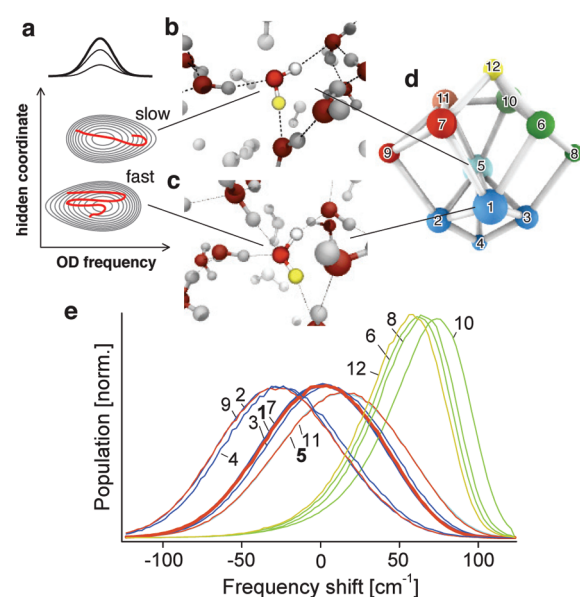 a
hidden coordinate
slow
fast
OD frequency
b
c
d
12
11
10
7
6
9
5
8
1
2
3
4
e
Population [norm.]
9
2
4
3
1
7
5
11
12
6
8
10
-100
-50
0
50
100
Frequency shift [cm-1]